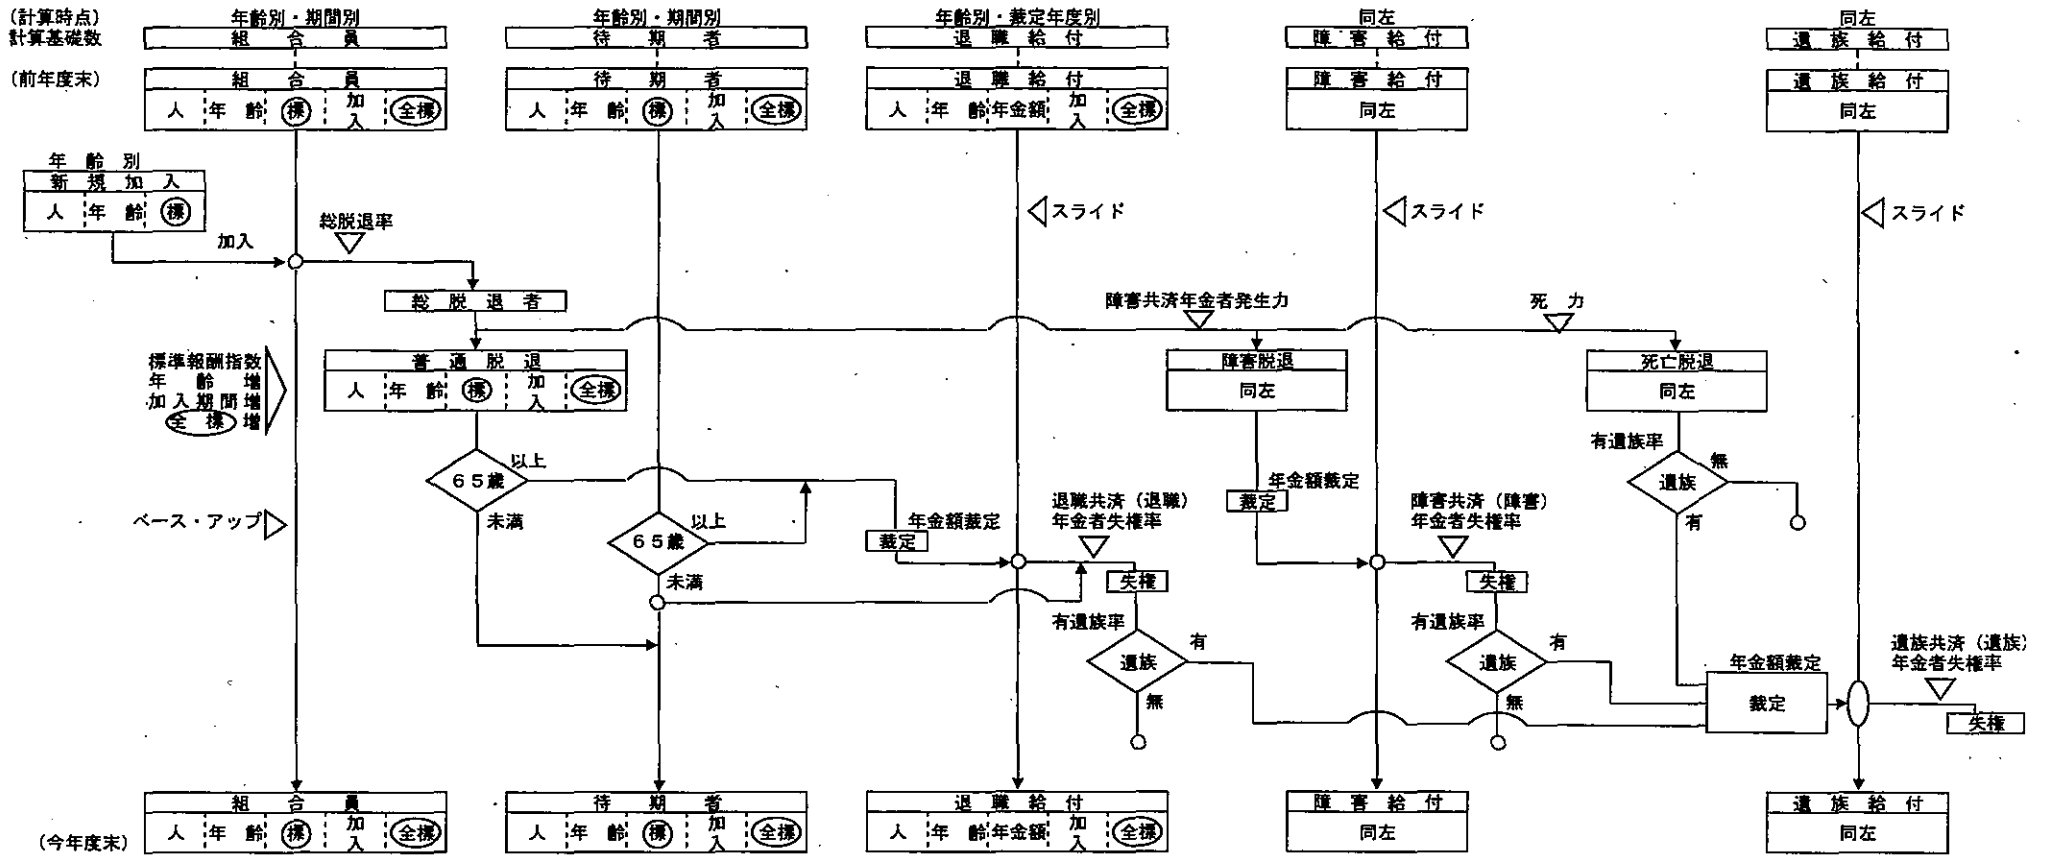 (計算時点)
計算基礎数
年齢別・期間別
組合員
年齢別・期間別
待期者
年齢別・裁定年度別
退職給付
同左
障害給付
同左
遺族給付
(前年度末)
組合員
人 年齢 標 加入 全標
待期者
人 年齢 標 加入 全標
退職給付
人 年齢 年金額 加入 全標
障害給付
同左
遺族給付
同左
年齢別
新規加入
人 年齢 標
加入
総脱退率
スライド
スライド
スライド
総脱退者
障害共済年金者発生力
死力
標準報酬指数
年齢増
加入期間増
全標増
普通脱退
人 年齢 標 加入 全標
障害脱退
同左
死亡脱退
同左
有遺族率
遺族
無
有
65歳
以上
未満
ベース・アップ
65歳
以上
未満
年金額裁定
裁定
退職共済(退職)
年金者失権率
失権
年金額裁定
裁定
障害共済(障害)
年金者失権率
失権
有遺族率
遺族
有
無
有遺族率
遺族
有
無
年金額裁定
裁定
遺族共済(遺族)
年金者失権率
失権
(今年度末)
組合員
人 年齢 標 加入 全標
待期者
人 年齢 標 加入 全標
退職給付
人 年齢 年金額 加入 全標
障害給付
同左
遺族給付
同左